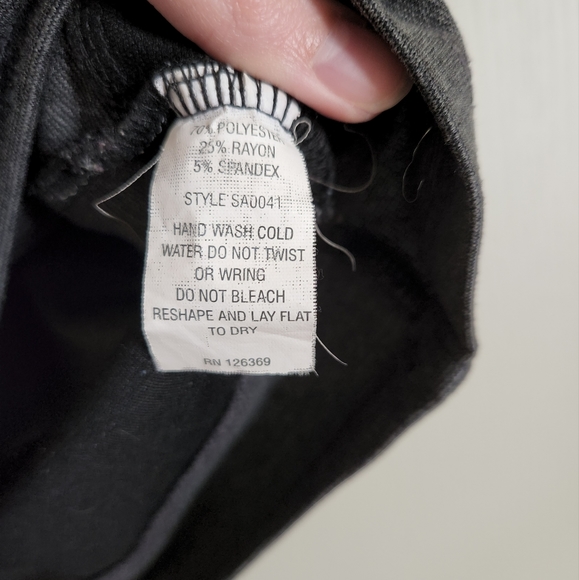 70% POLYESTER
25% RAYON
5% SPANDEX
STYLE SA0041
HAND WASH COLD
WATER DO NOT TWIST
OR WRING
DO NOT BLEACH
RESHAPE AND LAY FLAT
TO DRY
RN 126369